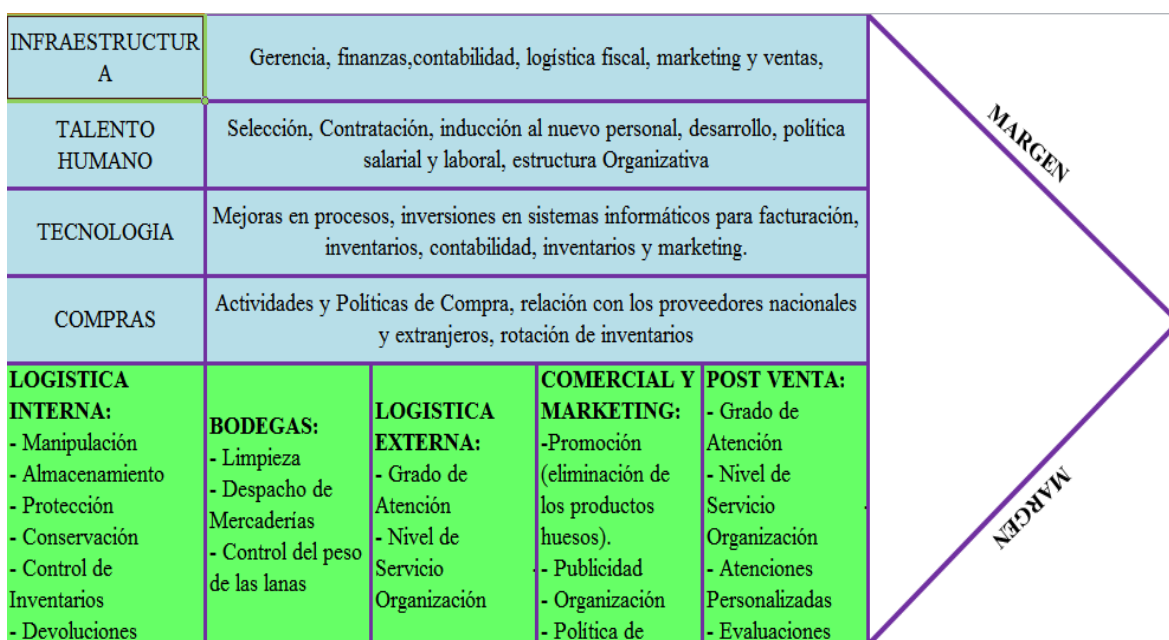 INFRAESTRUCTUR
A
Gerencia, finanzas,contabilidad, logística fiscal, marketing y ventas,
TALENTO
HUMANO
Selección, Contratación, inducción al nuevo personal, desarrollo, política
salarial y laboral, estructura Organizativa
TECNOLOGIA
Mejoras en procesos, inversiones en sistemas informáticos para facturación,
inventarios, contabilidad, inventarios y marketing.
COMPRAS
Actividades y Políticas de Compra, relación con los proveedores nacionales
y extranjeros, rotación de inventarios
LOGISTICA
INTERNA:
- Manipulación
- Almacenamiento
- Protección
- Conservación
- Control de
Inventarios
- Devoluciones
BODEGAS:
- Limpieza
- Despacho de
Mercaderías
- Control del peso
de las lanas
LOGISTICA
EXTERNA:
- Grado de
Atención
- Nivel de
Servicio
Organización
COMERCIAL Y
MARKETING:
-Promoción
(eliminación de
los productos
huesos).
- Publicidad
- Organización
- Política de
POST VENTA:
- Grado de
Atención
- Nivel de
Servicio
Organización
- Atenciones
Personalizadas
- Evaluaciones
MARGEN
MARGEN